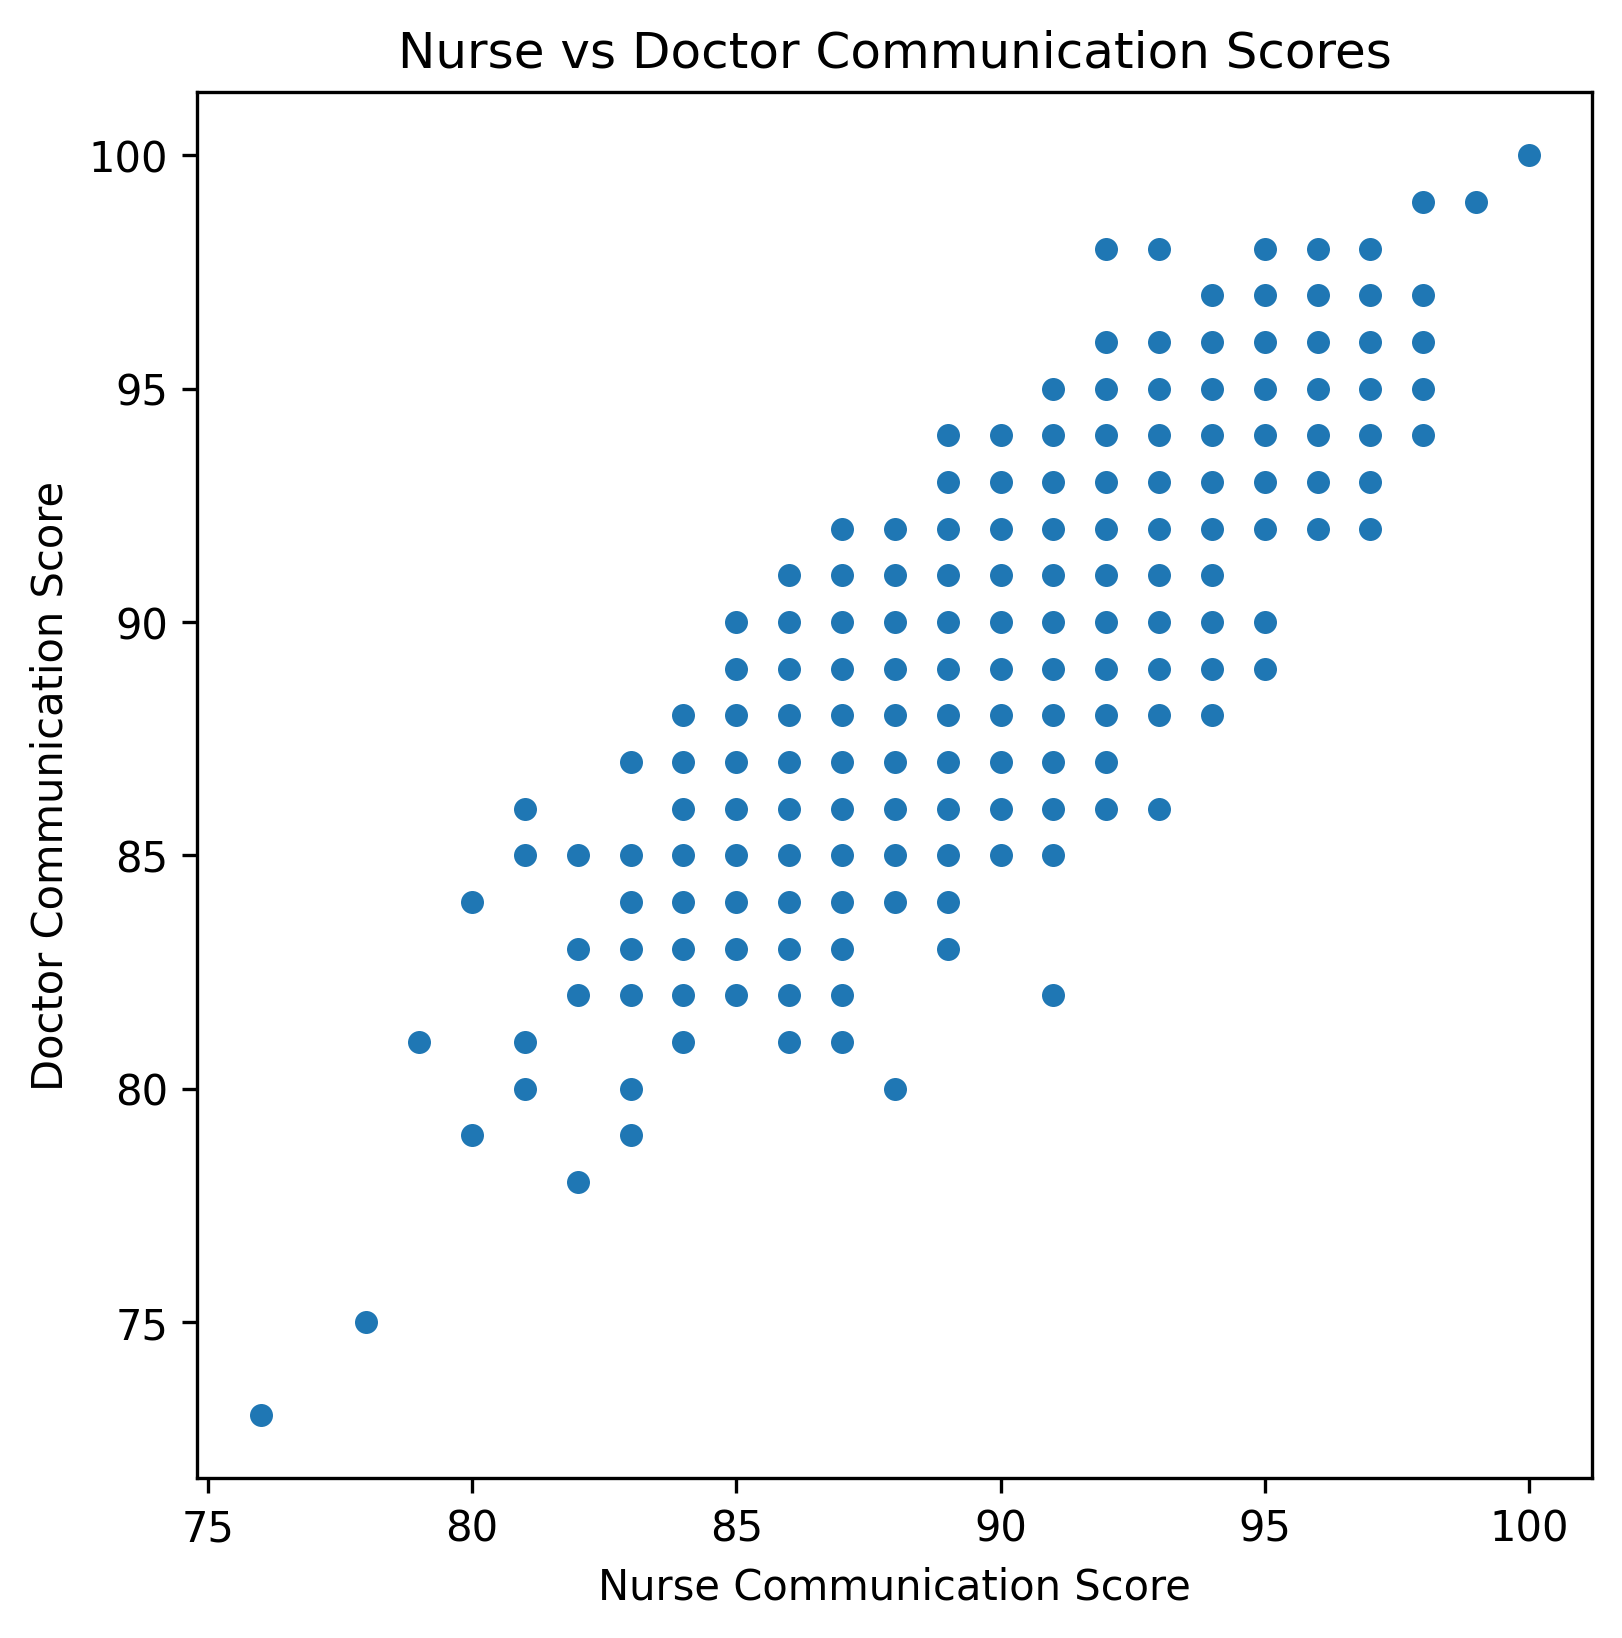 Nurse vs Doctor Communication Scores
100
95
90
85
80
75
Doctor Communication Score
75 80 85 90 95 100
Nurse Communication Score